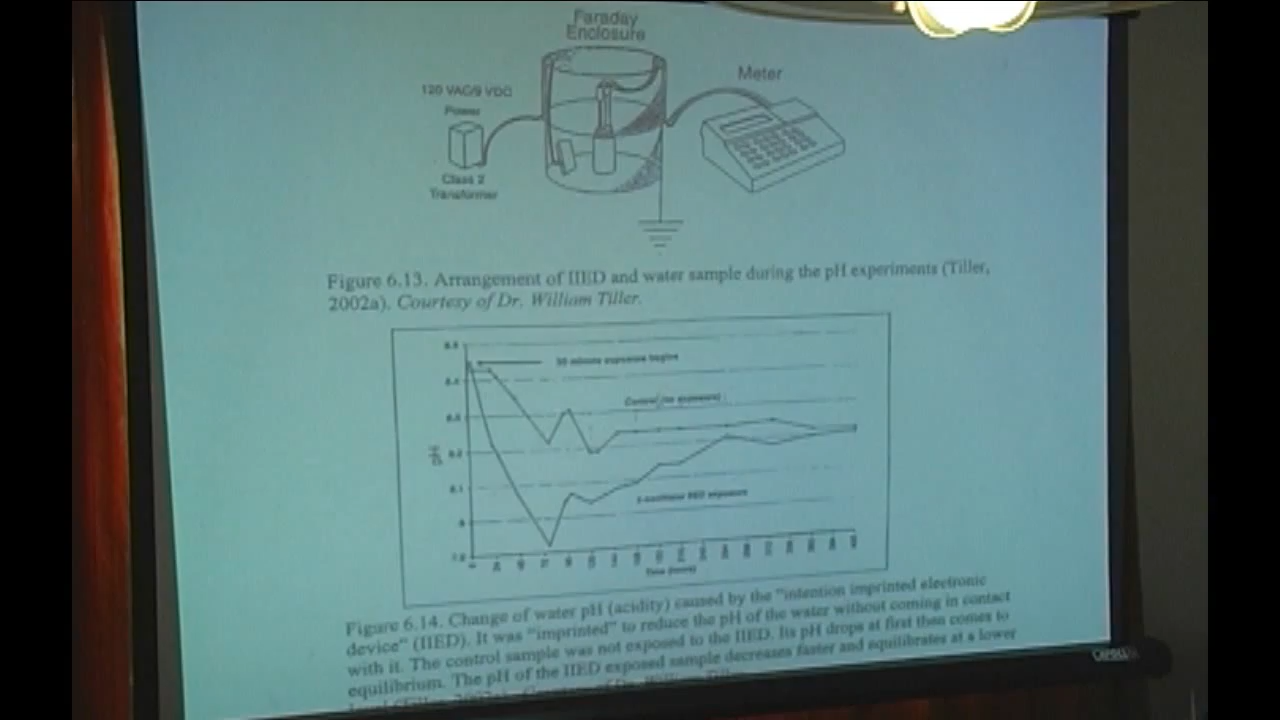 Faraday
Enclosure
Meter
120 VAC/9 VDC
Power
Class 2
Transformer
Figure 6.13. Arrangement of IIED and water sample during the pH experiments (Tiller,
2002a). Courtesy of Dr. William Tiller.
minute exposure begins
Control (no exposure)
pH
IIED exposure
Time (hours)
Figure 6.14. Change of water pH (acidity) caused by the "intention imprinted electronic
device" (IIED). It was "imprinted" to reduce the pH of the water without coming in contact
with it. The control sample was not exposed to the IIED. Its pH drops at first then comes to
equilibrium. The pH of the IIED exposed sample decreases faster and equilibrates at a lower